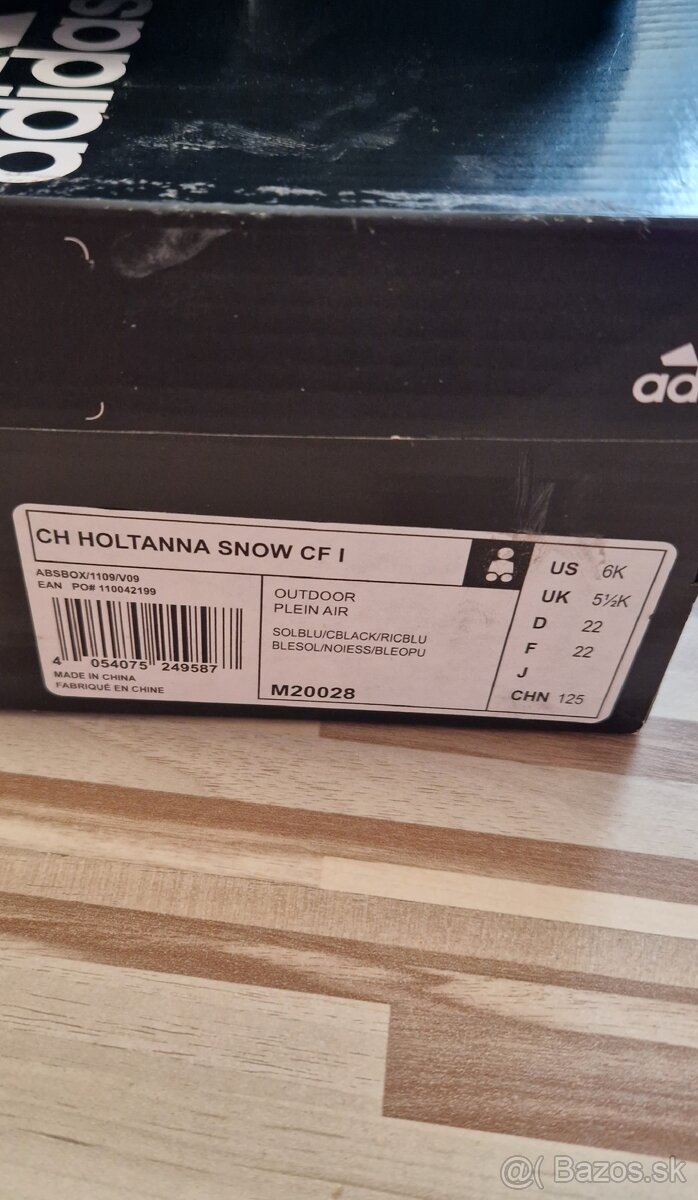 adidas
ad
CH HOLTANNA SNOW CF I
ABSBOX/1109/V09
EAN PO# 110042199
4 054075 249587
MADE IN CHINA
FABRIQUÉ EN CHINE
OUTDOOR
PLEIN AIR
SOLBLU/CBLACK/RICBLU
BLESOL/NOIESS/BLEOPU
M20028
US 6K
UK 5½K
D 22
F 22
J
CHN 125
@( Bazos.sk